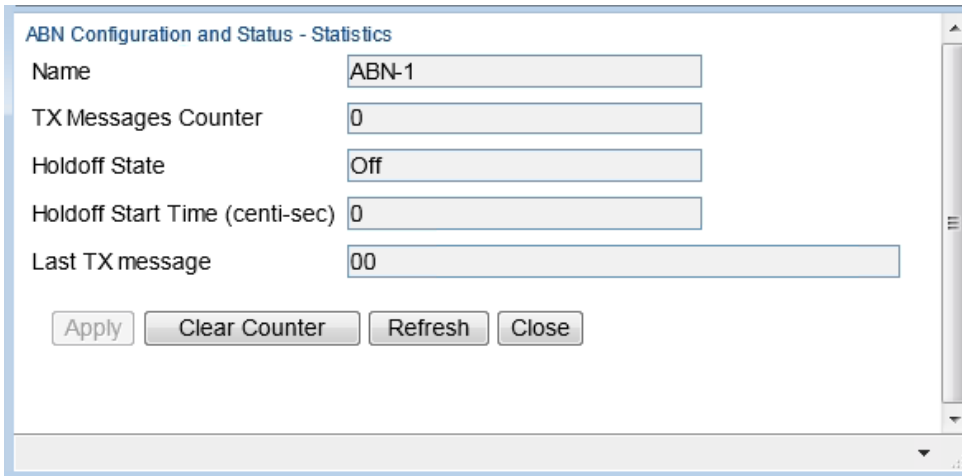 ABN Configuration and Status - Statistics
Name ABN-1
TX Messages Counter 0
Holdoff State Off
Holdoff Start Time (centi-sec) 0
Last TX message 00
Apply Clear Counter Refresh Close